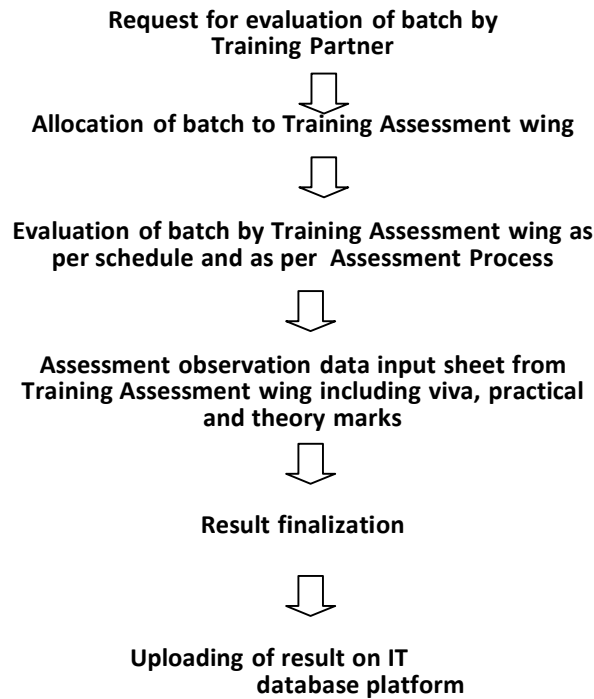 Request for evaluation of batch by
Training Partner
Allocation of batch to Training Assessment wing
Evaluation of batch by Training Assessment wing as
per schedule and as per Assessment Process
Assessment observation data input sheet from
Training Assessment wing including viva, practical
and theory marks
Result finalization
Uploading of result on IT
database platform